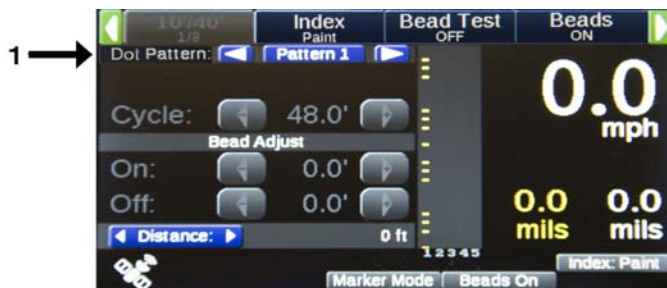 10'/40' Index Bead Test Beads
1/8 Paint OFF ON
1 Dot Pattern: Pattern 1
0.0
mph
Cycle: 48.0'
Bead Adjust
On: 0.0'
Off: 0.0'
0.0 0.0
mils mils
Distance: 0 ft
12345
Index: Paint
Marker Mode Beads On